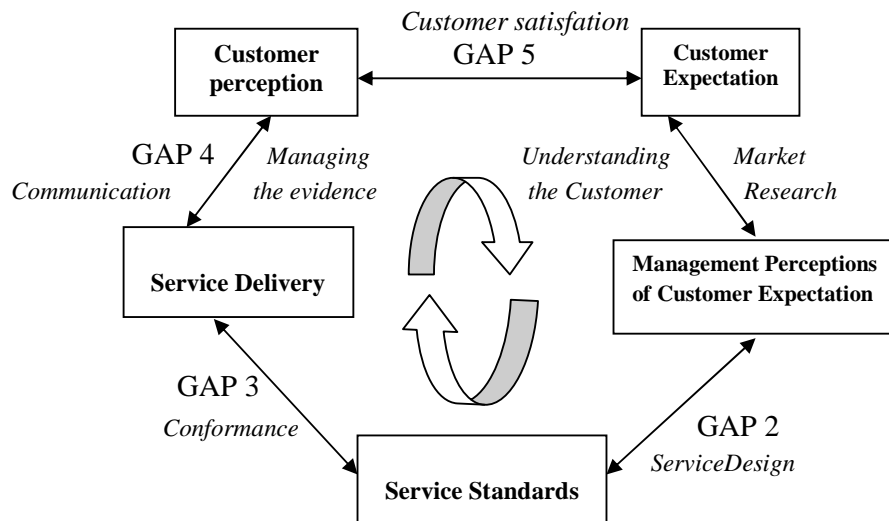 Customer satisfation
GAP 5
Customer
perception
Customer
Expectation
GAP 4
Communication
Managing
the evidence
Understanding
the Customer
Market
Research
Service Delivery
Management Perceptions
of Customer Expectation
GAP 3
Conformance
GAP 2
ServiceDesign
Service Standards